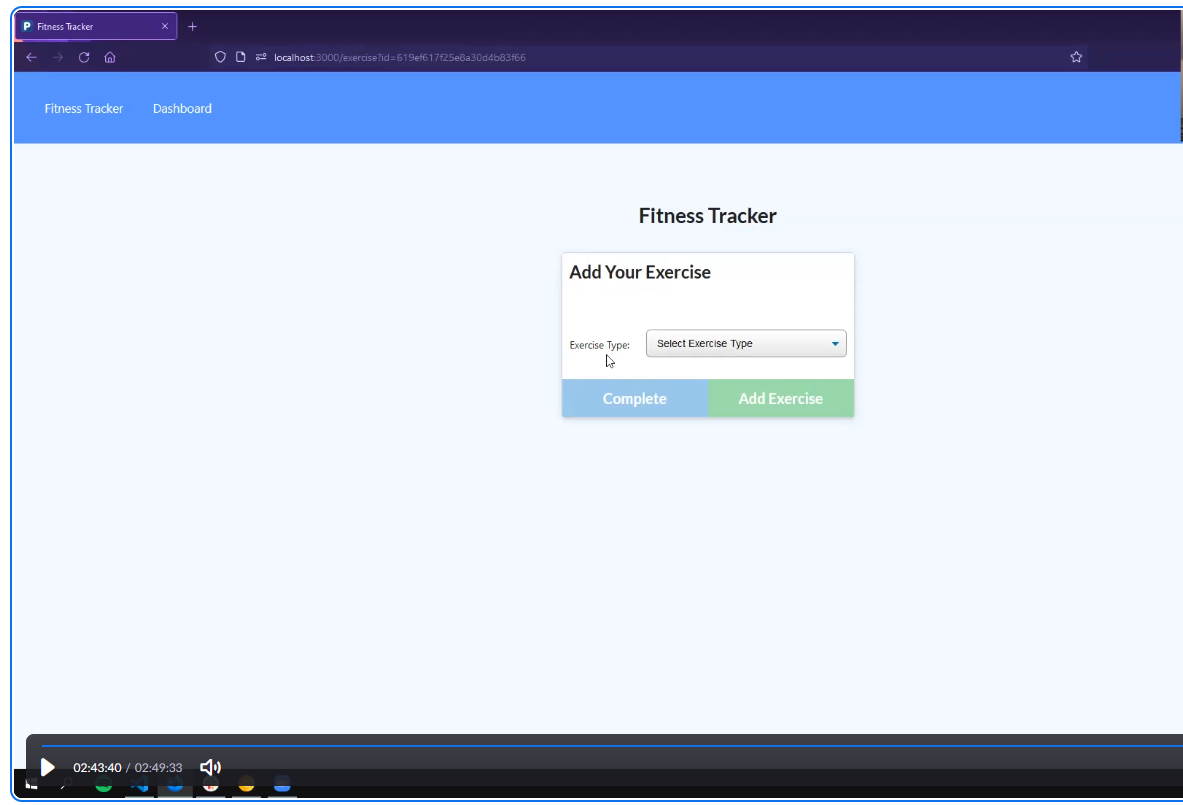 P Fitness Tracker
localhost:3000/exercise?id=619ef617f25e8a30d4b83f66
Fitness Tracker Dashboard
Fitness Tracker
Add Your Exercise
Exercise Type: Select Exercise Type
Complete Add Exercise
02:43:40 / 02:49:33